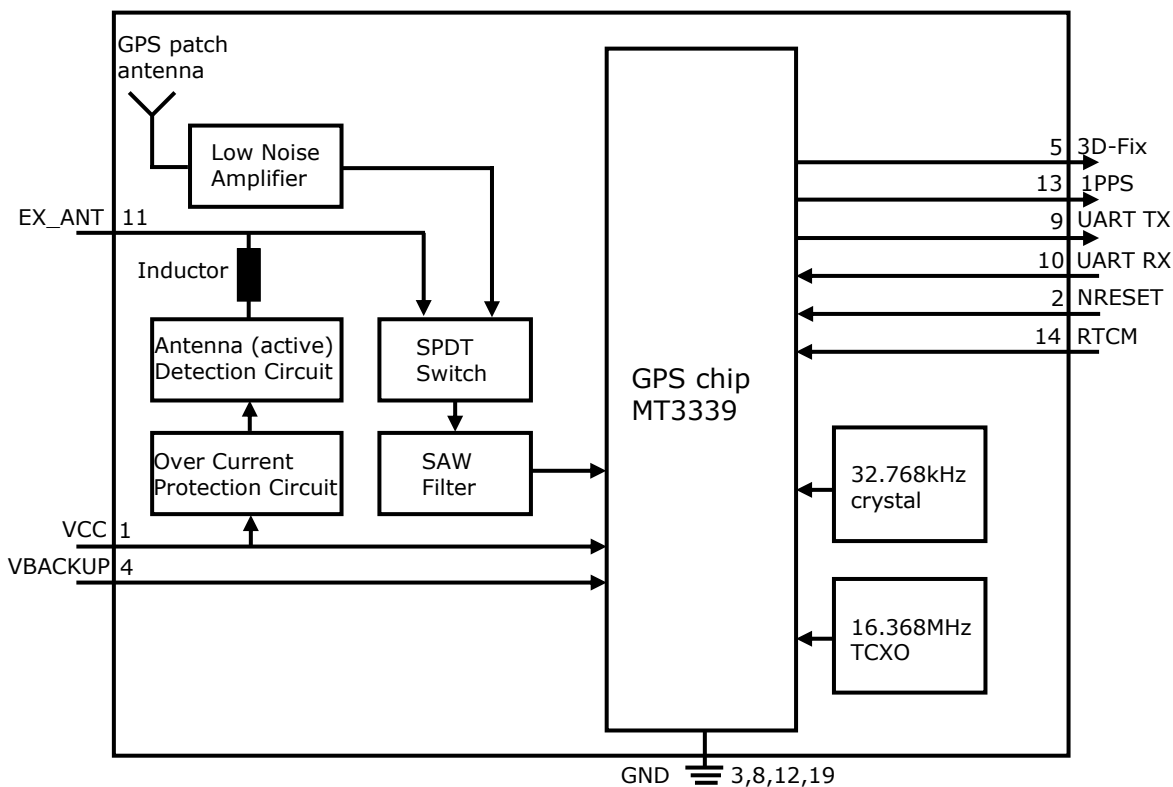 GPS patch
antenna
Low Noise
Amplifier
EX_ANT 11
Inductor
Antenna (active)
Detection Circuit
Over Current
Protection Circuit
SPDT
Switch
SAW
Filter
VCC 1
VBACKUP 4
GPS chip
MT3339
5 3D-Fix
13 1PPS
9 UART TX
10 UART RX
2 NRESET
14 RTCM
32.768kHz
crystal
16.368MHz
TCXO
GND 3,8,12,19